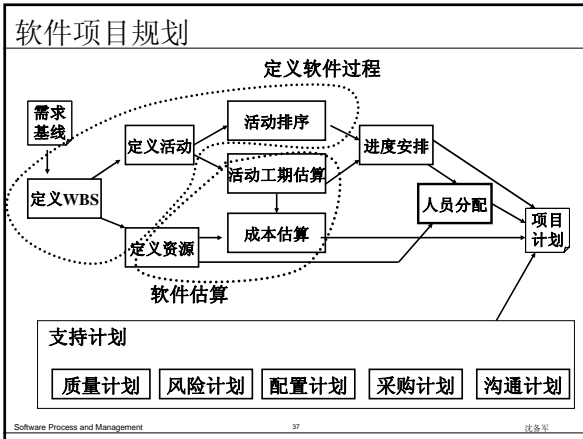 软件项目规划
定义软件过程
需求
基线
活动排序
定义活动
进度安排
活动工期估算
定义WBS
人员分配
项目
计划
成本估算
定义资源
软件估算
支持计划
质量计划 风险计划 配置计划 采购计划 沟通计划
Software Process and Management 37 沈备军